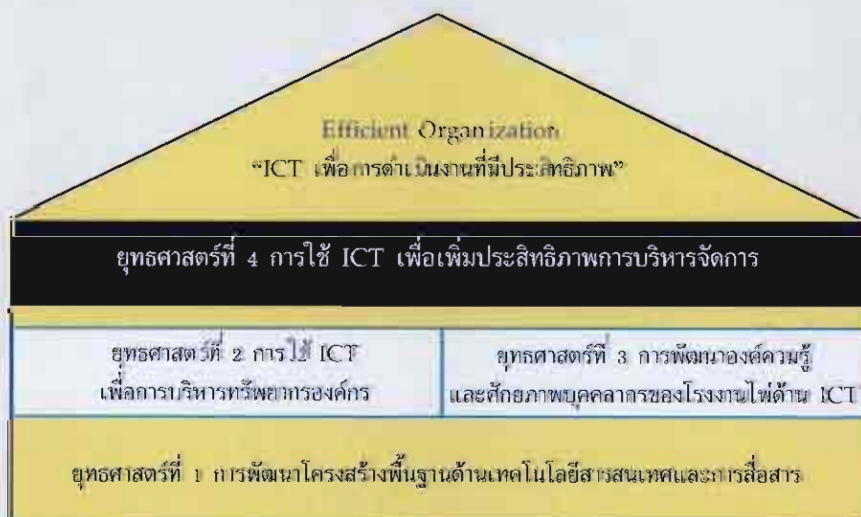 Efficient Organization
“ICT เพื่อการดำเนินงานที่มีประสิทธิภาพ”
ยุทธศาสตร์ที่ 4 การใช้ ICT เพื่อเพิ่มประสิทธิภาพการบริหารจัดการ
ยุทธศาสตร์ที่ 2 การใช้ ICT
เพื่อการบริหารทรัพยากรองค์กร
ยุทธศาสตร์ที่ 3 การพัฒนาองค์ความรู้
และศักยภาพบุคคลากรของโรงงานไพ่ด้าน ICT
ยุทธศาสตร์ที่ 1 การพัฒนาโครงสร้างพื้นฐานด้านเทคโนโลยีสารสนเทศและการสื่อสาร